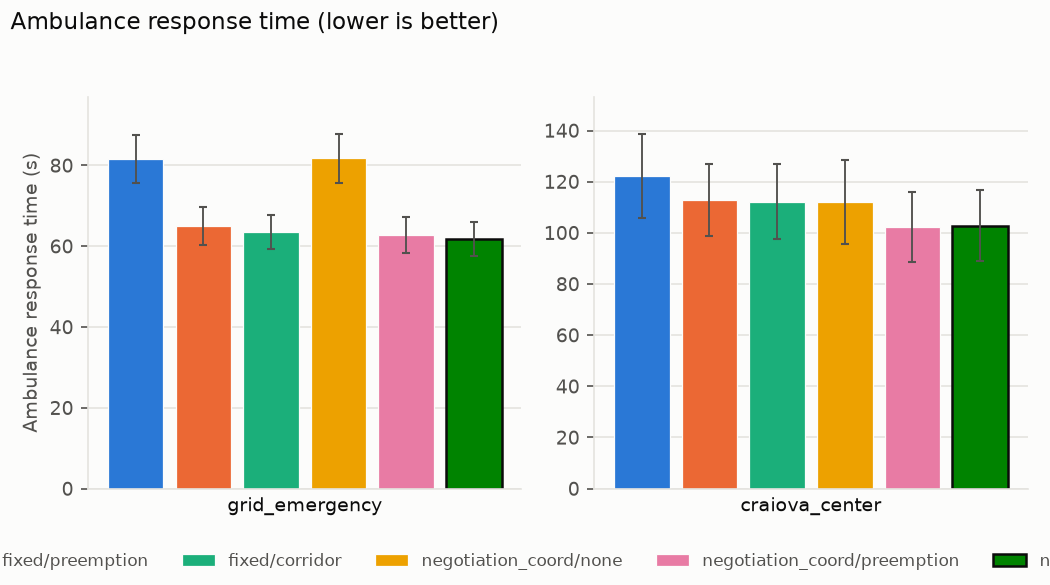 Ambulance response time (lower is better)
Ambulance response time (s)
80
60
40
20
0
grid_emergency
140
120
100
80
60
40
20
0
craiova_center
fixed/preemption fixed/corridor negotiation_coord/none negotiation_coord/preemption n